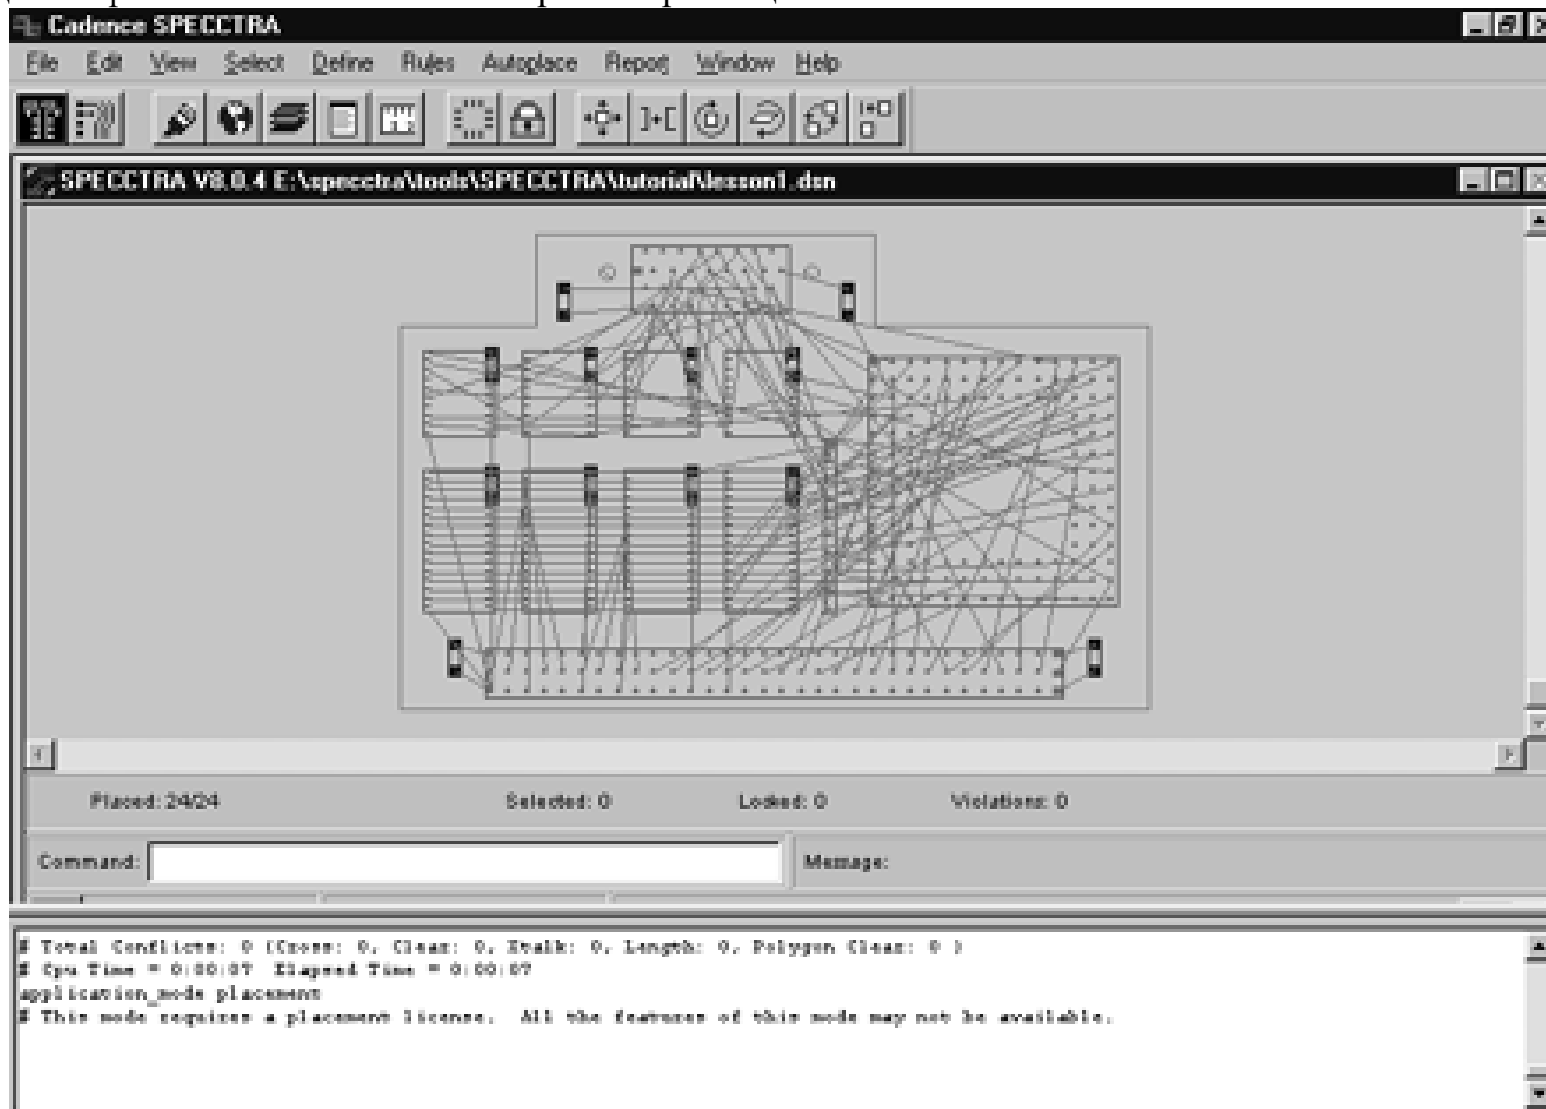 Cadence SPECCTRA
File Edit View Select Define Rules Autoplace Report Window Help
SPECCTRA V8.0.4 E:\specctra\tools\SPECCTRA\tutorial\lesson1.dsn
Placed: 24/24 Selected: 0 Locked: 0 Violations: 0
Command: Message:
# Total Conflicts: 0 (Cross: 0, Clear: 0, Xtalk: 0, Length: 0, Polygon Clear: 0 )
# Cpu Time = 0:00:07 Elapsed Time = 0:00:07
application_mode placement
# This mode requires a placement license. All the features of this mode may not be available.